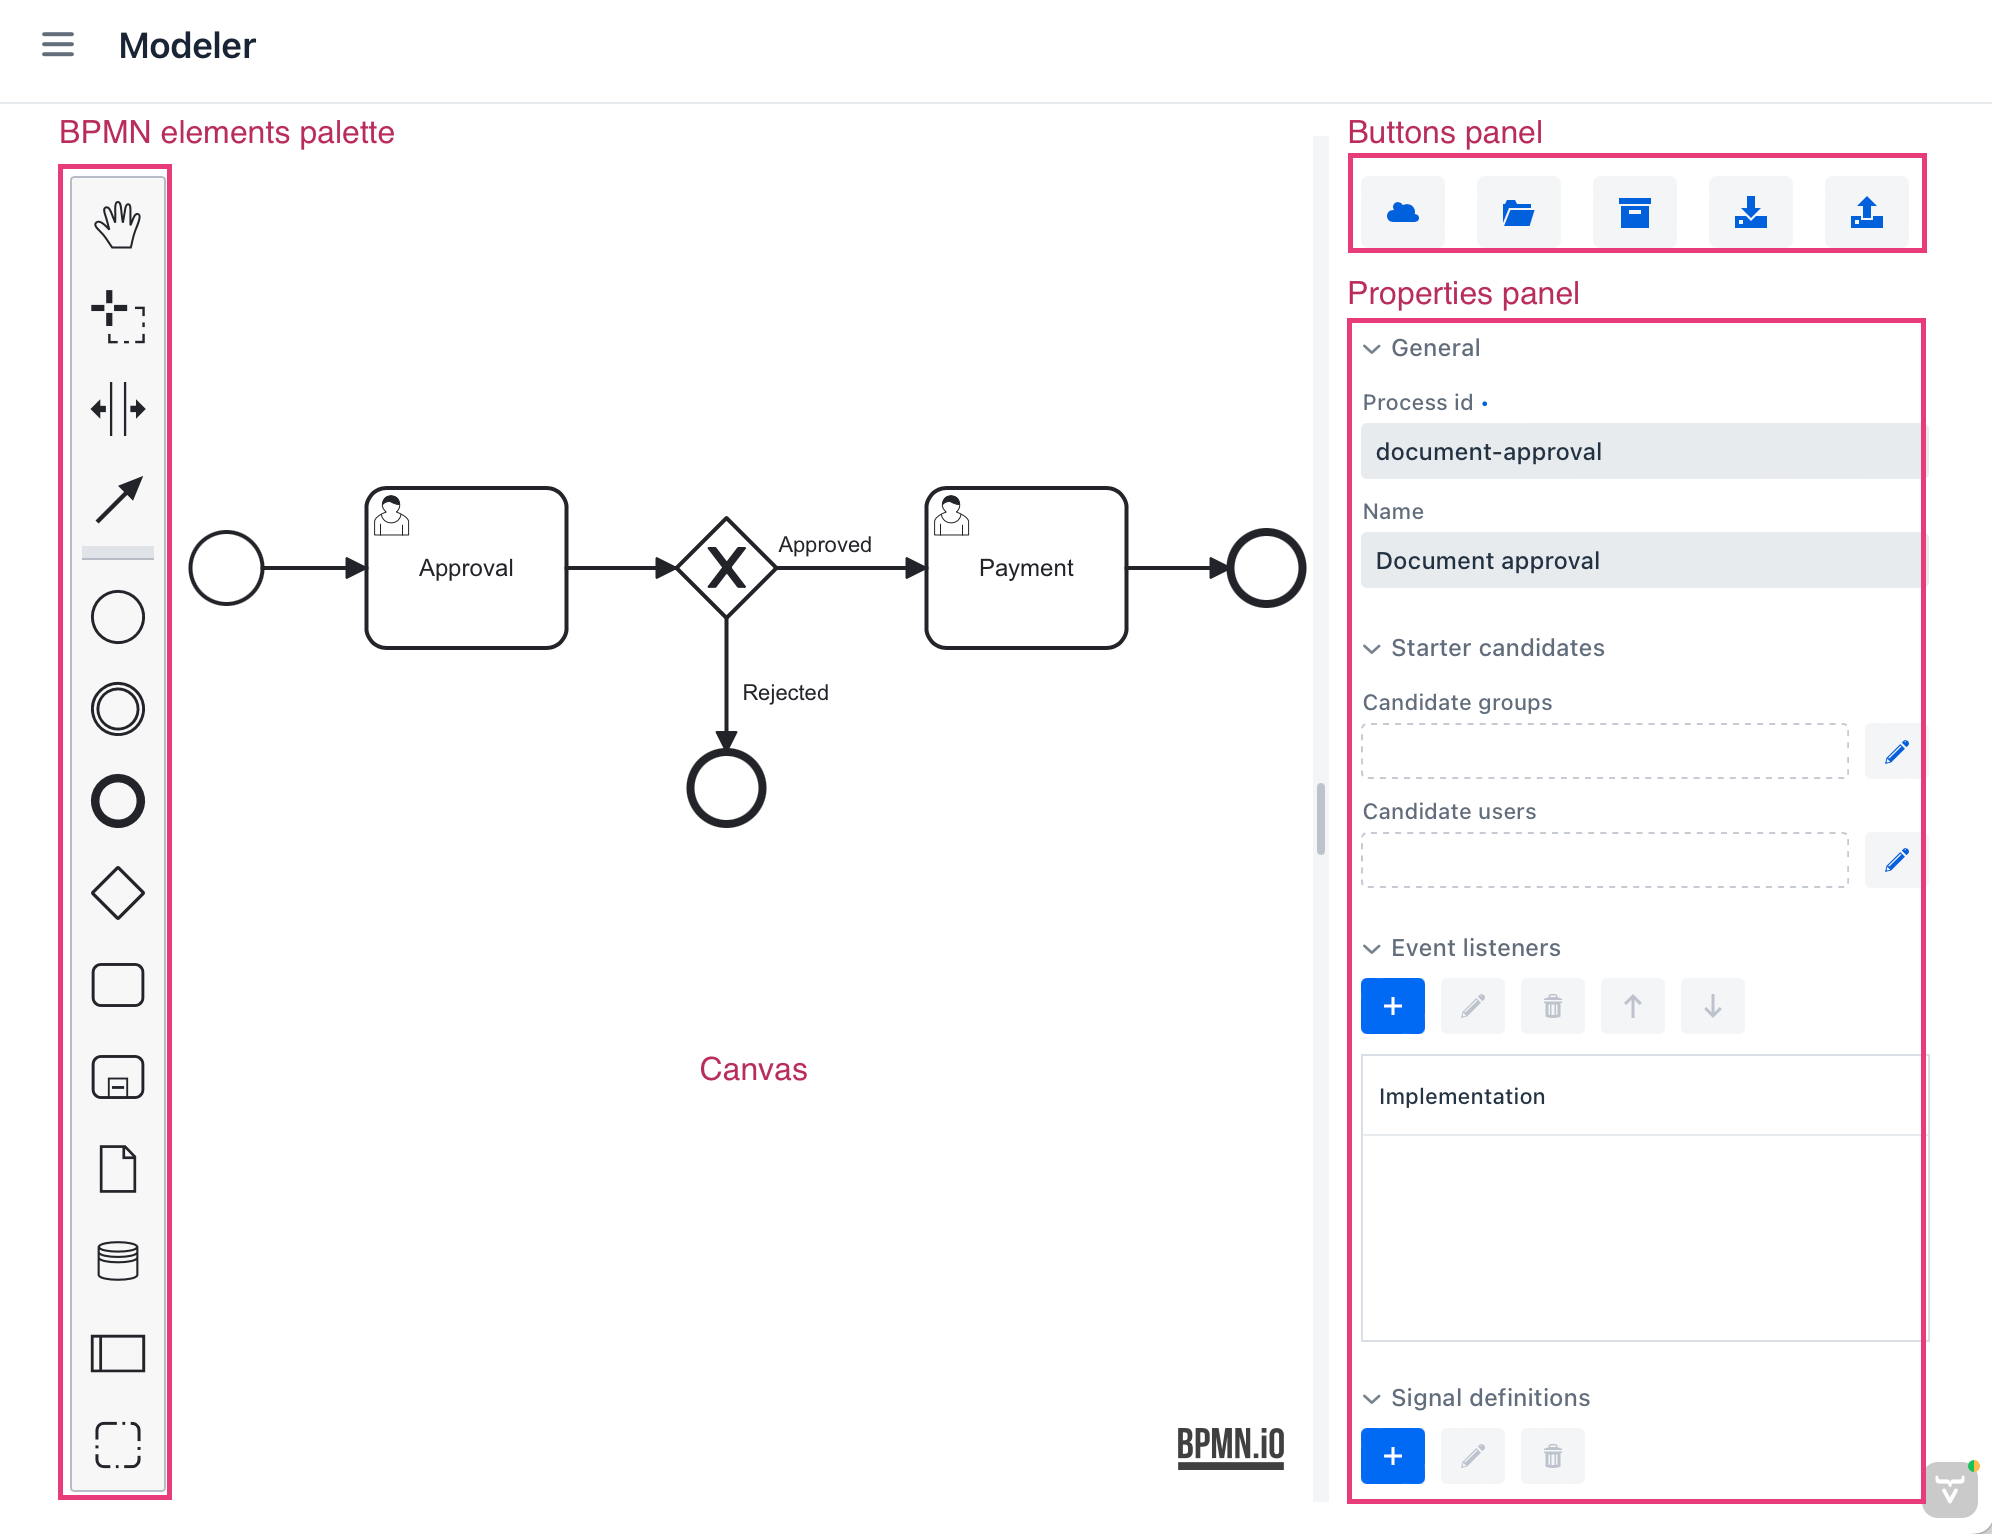 Modeler
BPMN elements palette
Buttons panel
Properties panel
General
Process id
document-approval
Name
Document approval
Starter candidates
Candidate groups
Candidate users
Event listeners
Implementation
Signal definitions
Approval
Approved
Payment
Rejected
Canvas
BPMN.iO